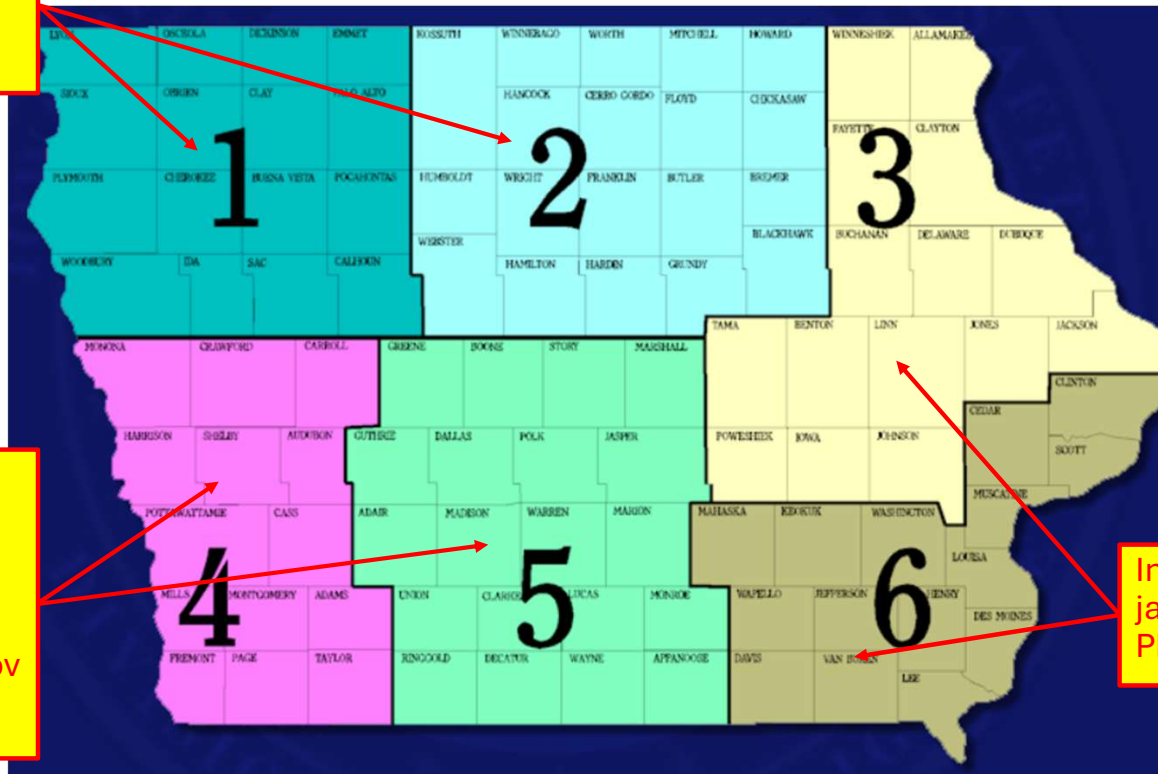 LYON OSCEOLA DICKINSON EMMET KOSSUTH WINNEBAGO WORTH MITCHELL HOWARD WINNESHIEK ALLAMAKEE
SIOUX OBRIEN CLAY PALO ALTO HANCOCK CERRO GORDO FLOYD CHICKASAW
FAYETTE CLAYTON
1 2 3
PLYMOUTH CHEROKEE BUENA VISTA POCAHONTAS HUMBOLDT WRIGHT FRANKLIN BUTLER BREMER
WEBSTER BLACKHAWK BUCHANAN DELAWARE DUBUQUE
WOODBURY IDA SAC CALHOUN HAMILTON HARDIN GRUNDY
TAMA BENTON LINN JONES JACKSON
MONONA CRAWFORD CARROLL GREENE BOONE STORY MARSHALL
CLINTON
CEDAR
HARRISON SHELBY AUDUBON GUTHRIE DALLAS POLK JASPER POWESHIEK IOWA JOHNSON
SCOTT
MUSCATINE
POTTAWATTAMIE CASS ADAIR MADISON WARREN MARION MAHASKA KEOKUK WASHINGTON
LOUISA
4 5 6
MILLS MONTGOMERY ADAMS UNION CLARKE LUCAS MONROE WAPELLO JEFFERSON HENRY
DES MOINES
FREMONT PAGE TAYLOR RINGGOLD DECATUR WAYNE APPANOOSE DAVIS VAN BUREN
LEE
ov
In
ja